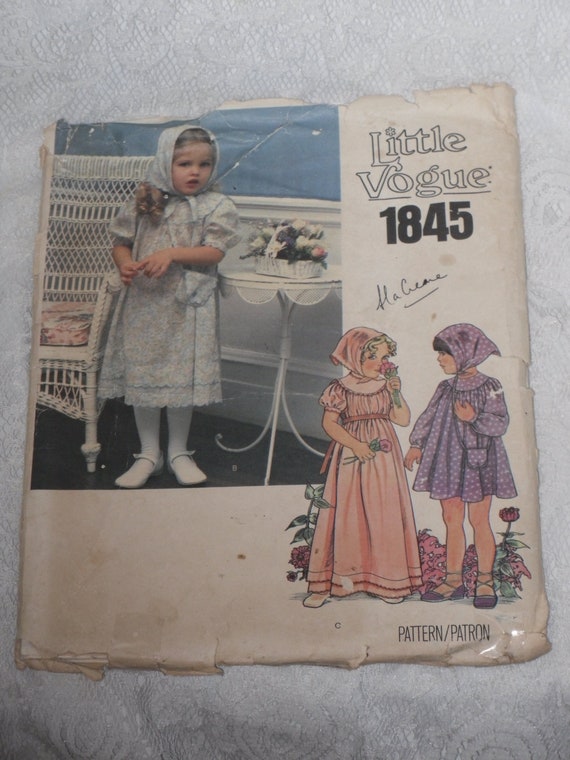 Little
Vogue
1845
B
C
PATTERN/PATRON